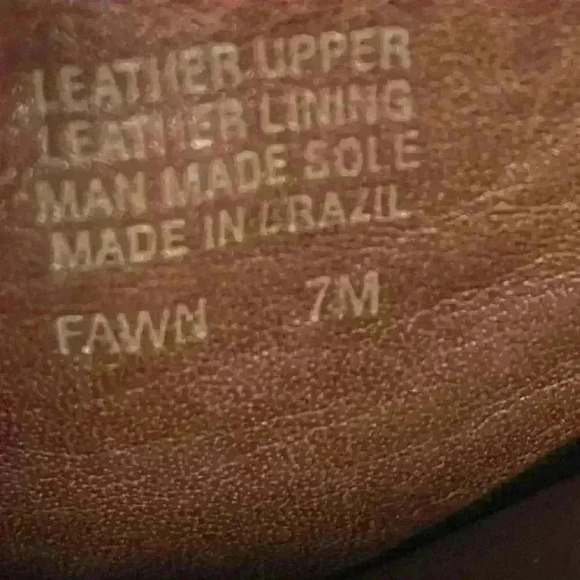 LEATHER UPPER
LEATHER LINING
MAN MADE SOLE
MADE IN BRAZIL
FAWN 7M